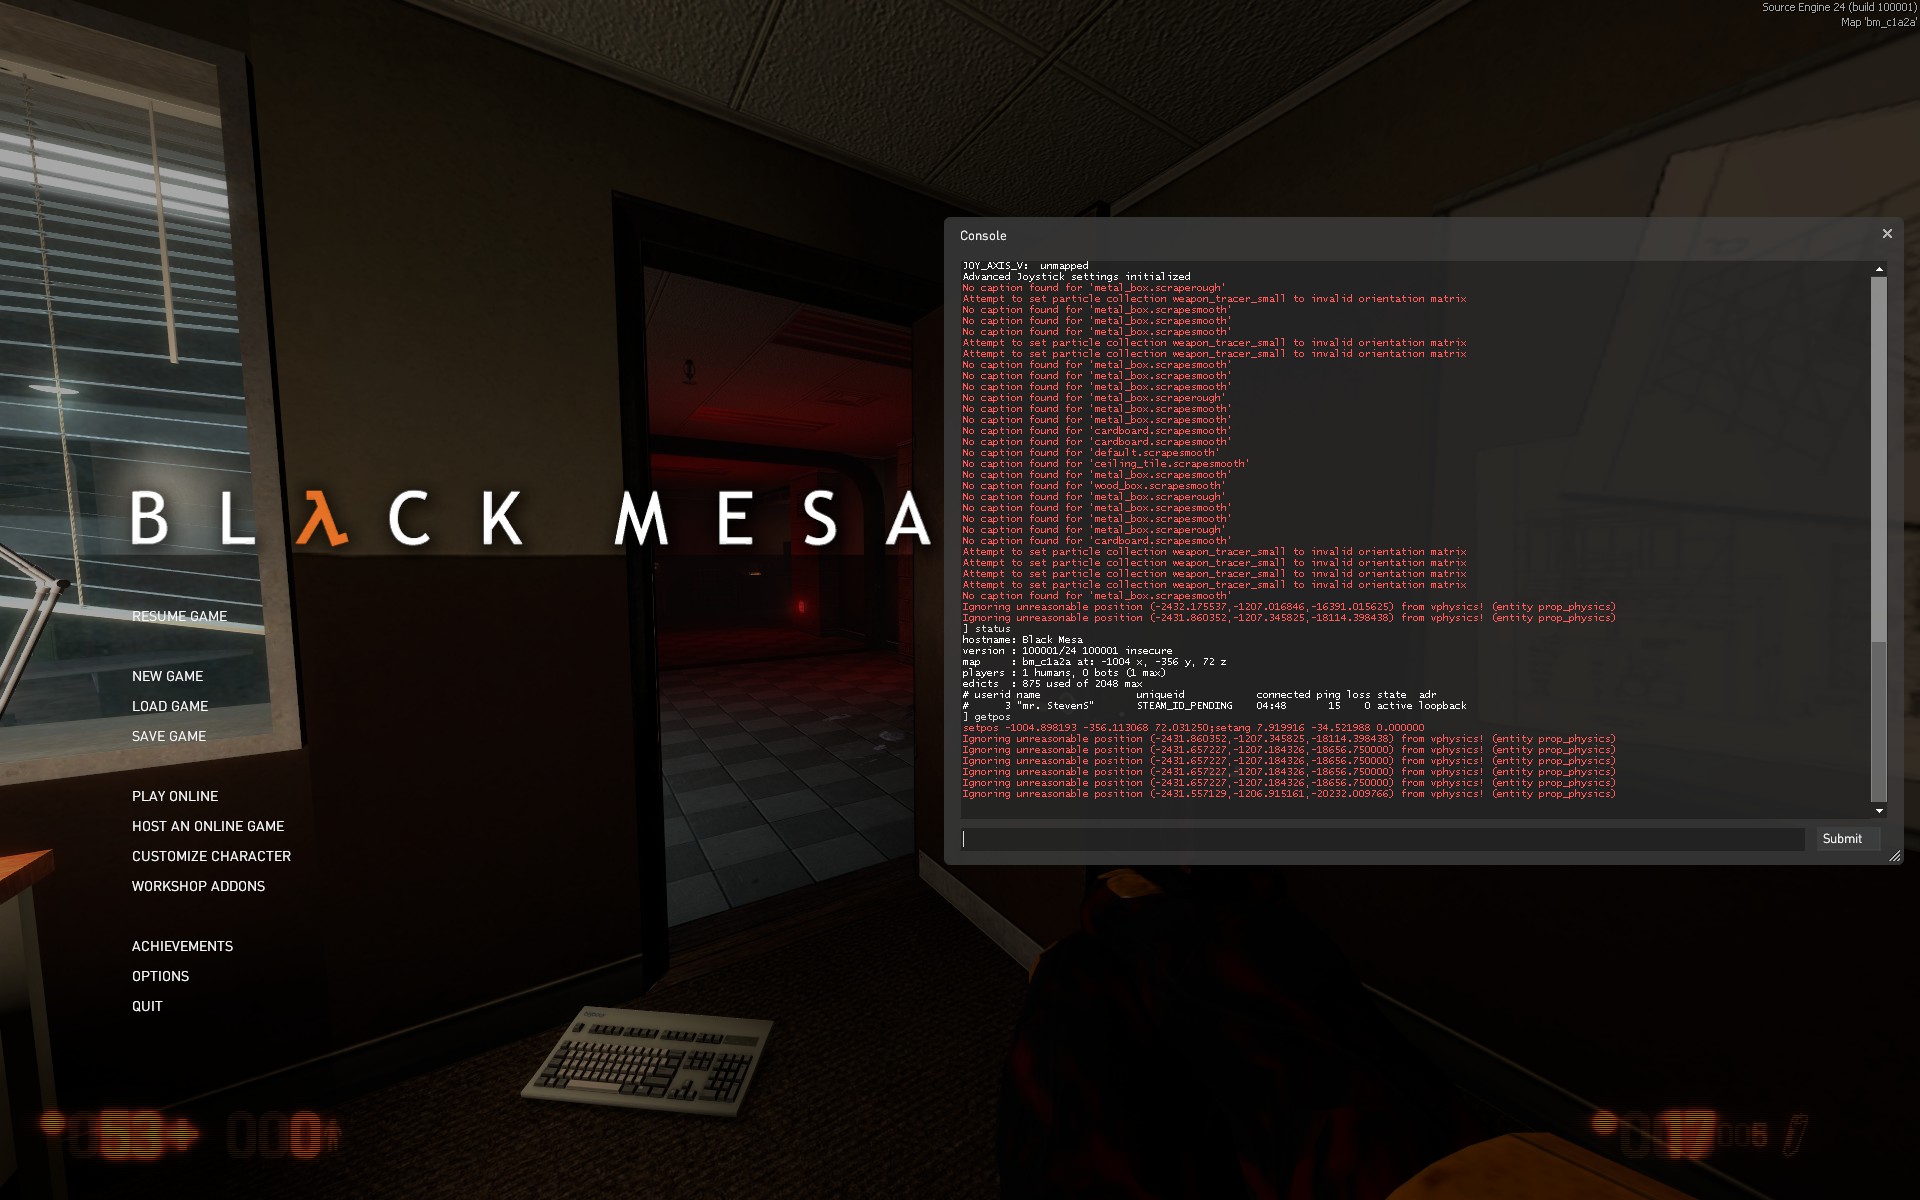 Source Engine 24 (build 100001)
Map 'bm_c1a2a'
Console
JOY_AXIS_V:  unmapped
Advanced Joystick settings initialized
No caption found for 'metal_box.scraperough'
Attempt to set particle collection weapon_tracer_small to invalid orientation matrix
No caption found for 'metal_box.scrapesmooth'
No caption found for 'metal_box.scrapesmooth'
No caption found for 'metal_box.scrapesmooth'
Attempt to set particle collection weapon_tracer_small to invalid orientation matrix
Attempt to set particle collection weapon_tracer_small to invalid orientation matrix
No caption found for 'metal_box.scrapesmooth'
No caption found for 'metal_box.scrapesmooth'
No caption found for 'metal_box.scrapesmooth'
No caption found for 'metal_box.scraperough'
No caption found for 'metal_box.scrapesmooth'
No caption found for 'metal_box.scrapesmooth'
No caption found for 'cardboard.scrapesmooth'
No caption found for 'cardboard.scrapesmooth'
No caption found for 'default.scrapesmooth'
No caption found for 'ceiling_tile.scrapesmooth'
No caption found for 'metal_box.scrapesmooth'
No caption found for 'wood_box.scrapesmooth'
No caption found for 'metal_box.scraperough'
No caption found for 'metal_box.scrapesmooth'
No caption found for 'metal_box.scrapesmooth'
No caption found for 'metal_box.scraperough'
No caption found for 'cardboard.scrapesmooth'
Attempt to set particle collection weapon_tracer_small to invalid orientation matrix
Attempt to set particle collection weapon_tracer_small to invalid orientation matrix
Attempt to set particle collection weapon_tracer_small to invalid orientation matrix
Attempt to set particle collection weapon_tracer_small to invalid orientation matrix
No caption found for 'metal_box.scrapesmooth'
Ignoring unreasonable position (-2432.175537,-1207.016846,-16391.015625) from vphysics! (entity prop_physics)
Ignoring unreasonable position (-2431.860352,-1207.345825,-18114.398438) from vphysics! (entity prop_physics)
] status
hostname: Black Mesa
version : 100001/24 100001 insecure
map     : bm_c1a2a at: -1004 x, -356 y, 72 z
players : 1 humans, 0 bots (1 max)
edicts  : 875 used of 2048 max
# userid name                uniqueid            connected ping loss state  adr
#      3 "mr. StevenS"       STEAM_ID_PENDING    04:48       15    0 active loopback
] getpos
setpos -1004.898193 -356.113068 72.031250;setang 7.919916 -34.521988 0.000000
Ignoring unreasonable position (-2431.860352,-1207.345825,-18114.398438) from vphysics! (entity prop_physics)
Ignoring unreasonable position (-2431.657227,-1207.184326,-18656.750000) from vphysics! (entity prop_physics)
Ignoring unreasonable position (-2431.657227,-1207.184326,-18656.750000) from vphysics! (entity prop_physics)
Ignoring unreasonable position (-2431.657227,-1207.184326,-18656.750000) from vphysics! (entity prop_physics)
Ignoring unreasonable position (-2431.657227,-1207.184326,-18656.750000) from vphysics! (entity prop_physics)
Ignoring unreasonable position (-2431.557129,-1206.915161,-20232.009766) from vphysics! (entity prop_physics)
Submit
BLλCK MESA
RESUME GAME
NEW GAME
LOAD GAME
SAVE GAME
PLAY ONLINE
HOST AN ONLINE GAME
CUSTOMIZE CHARACTER
WORKSHOP ADDONS
ACHIEVEMENTS
OPTIONS
QUIT